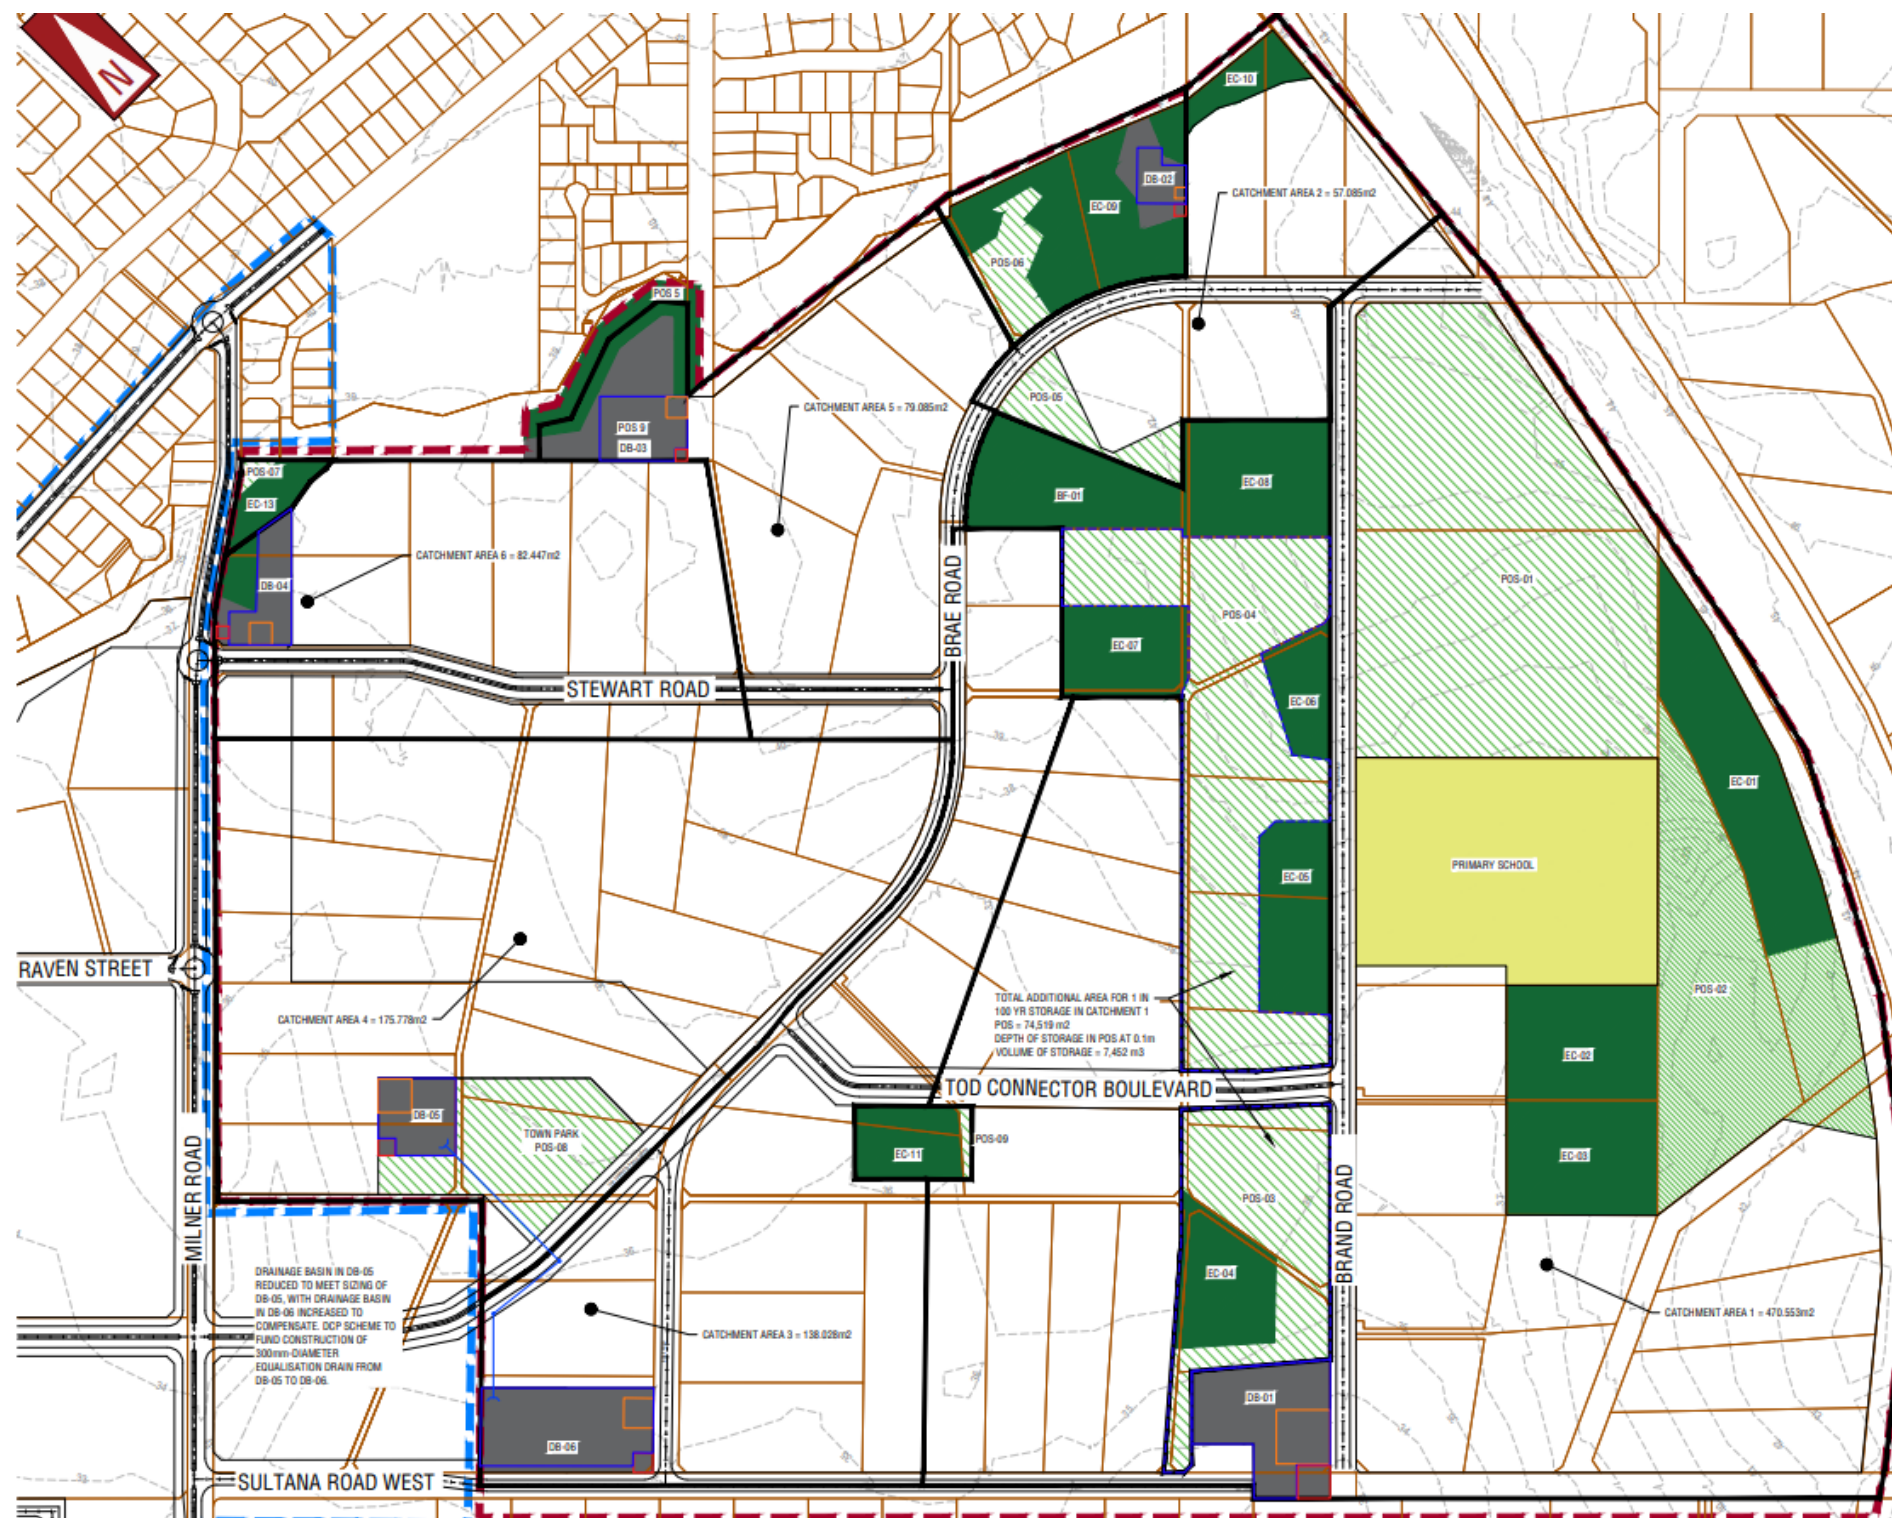 N
EC-10
DB-02
CATCHMENT AREA 2 = 57.085m2
EC-09
POS-06
POS 5
POS-05
CATCHMENT AREA 5 = 79.085m2
POS 9
DB-03
POS-07
EC-13
BF-01
EC-08
CATCHMENT AREA 6 = 82.447m2
DB-04
POS-01
BRAE ROAD
POS-04
EC-07
STEWART ROAD
EC-06
EC-01
PRIMARY SCHOOL
EC-05
RAVEN STREET
POS-02
TOTAL ADDITIONAL AREA FOR 1 IN
100 YR STORAGE IN CATCHMENT 1
POS = 74,519 m2
DEPTH OF STORAGE IN POS AT 0.1m
VOLUME OF STORAGE = 7,452 m3
CATCHMENT AREA 4 = 175.778m2
EC-02
TOD CONNECTOR BOULEVARD
DB-05
TOWN PARK
POS-08
POS-09
EC-11
EC-03
MILNER ROAD
POS-03
BRAND ROAD
EC-04
DRAINAGE BASIN IN DB-05
REDUCED TO MEET SIZING OF
DB-05, WITH DRAINAGE BASIN
IN DB-06 INCREASED TO
COMPENSATE. DCP SCHEME TO
FUND CONSTRUCTION OF
300mm-DIAMETER
EQUALISATION DRAIN FROM
DB-05 TO DB-06.
CATCHMENT AREA 3 = 138.028m2
CATCHMENT AREA 1 = 470.553m2
DB-01
DB-06
SULTANA ROAD WEST